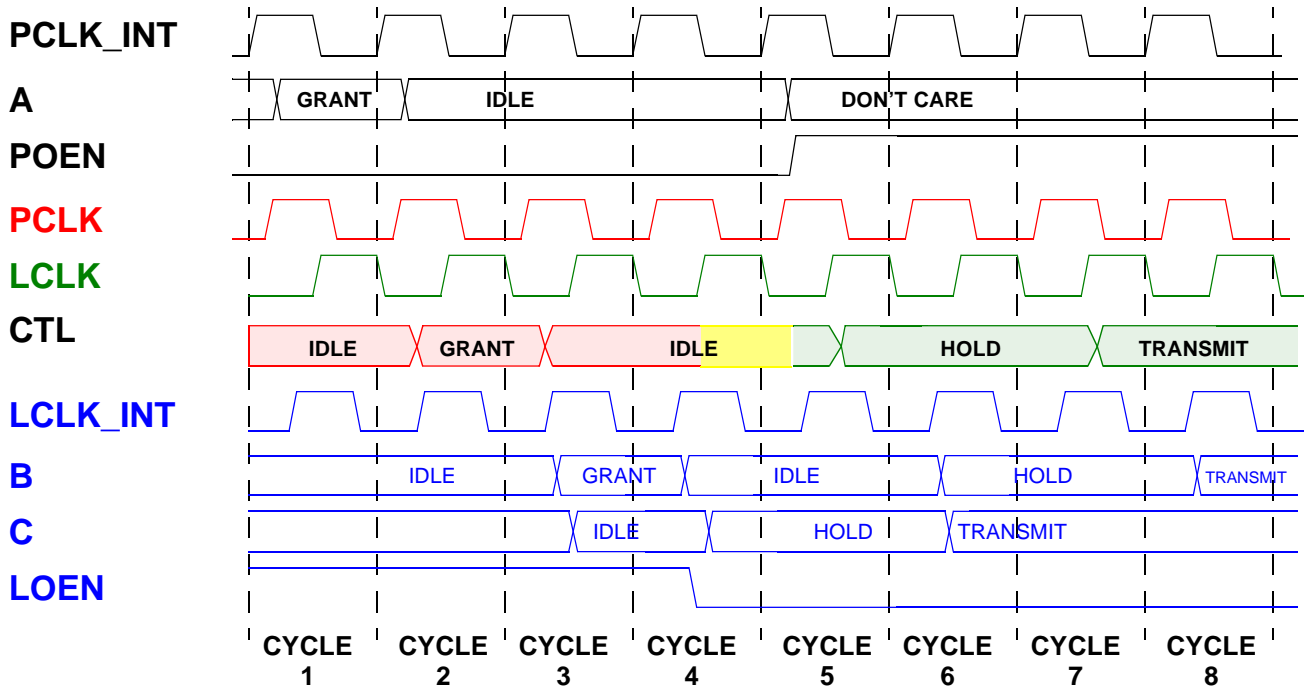 PCLK_INT
A GRANT IDLE DON'T CARE
POEN
PCLK
LCLK
CTL IDLE GRANT IDLE HOLD TRANSMIT
LCLK_INT
B IDLE GRANT IDLE HOLD TRANSMIT
C IDLE HOLD TRANSMIT
LOEN
CYCLE CYCLE CYCLE CYCLE CYCLE CYCLE CYCLE CYCLE
1 2 3 4 5 6 7 8